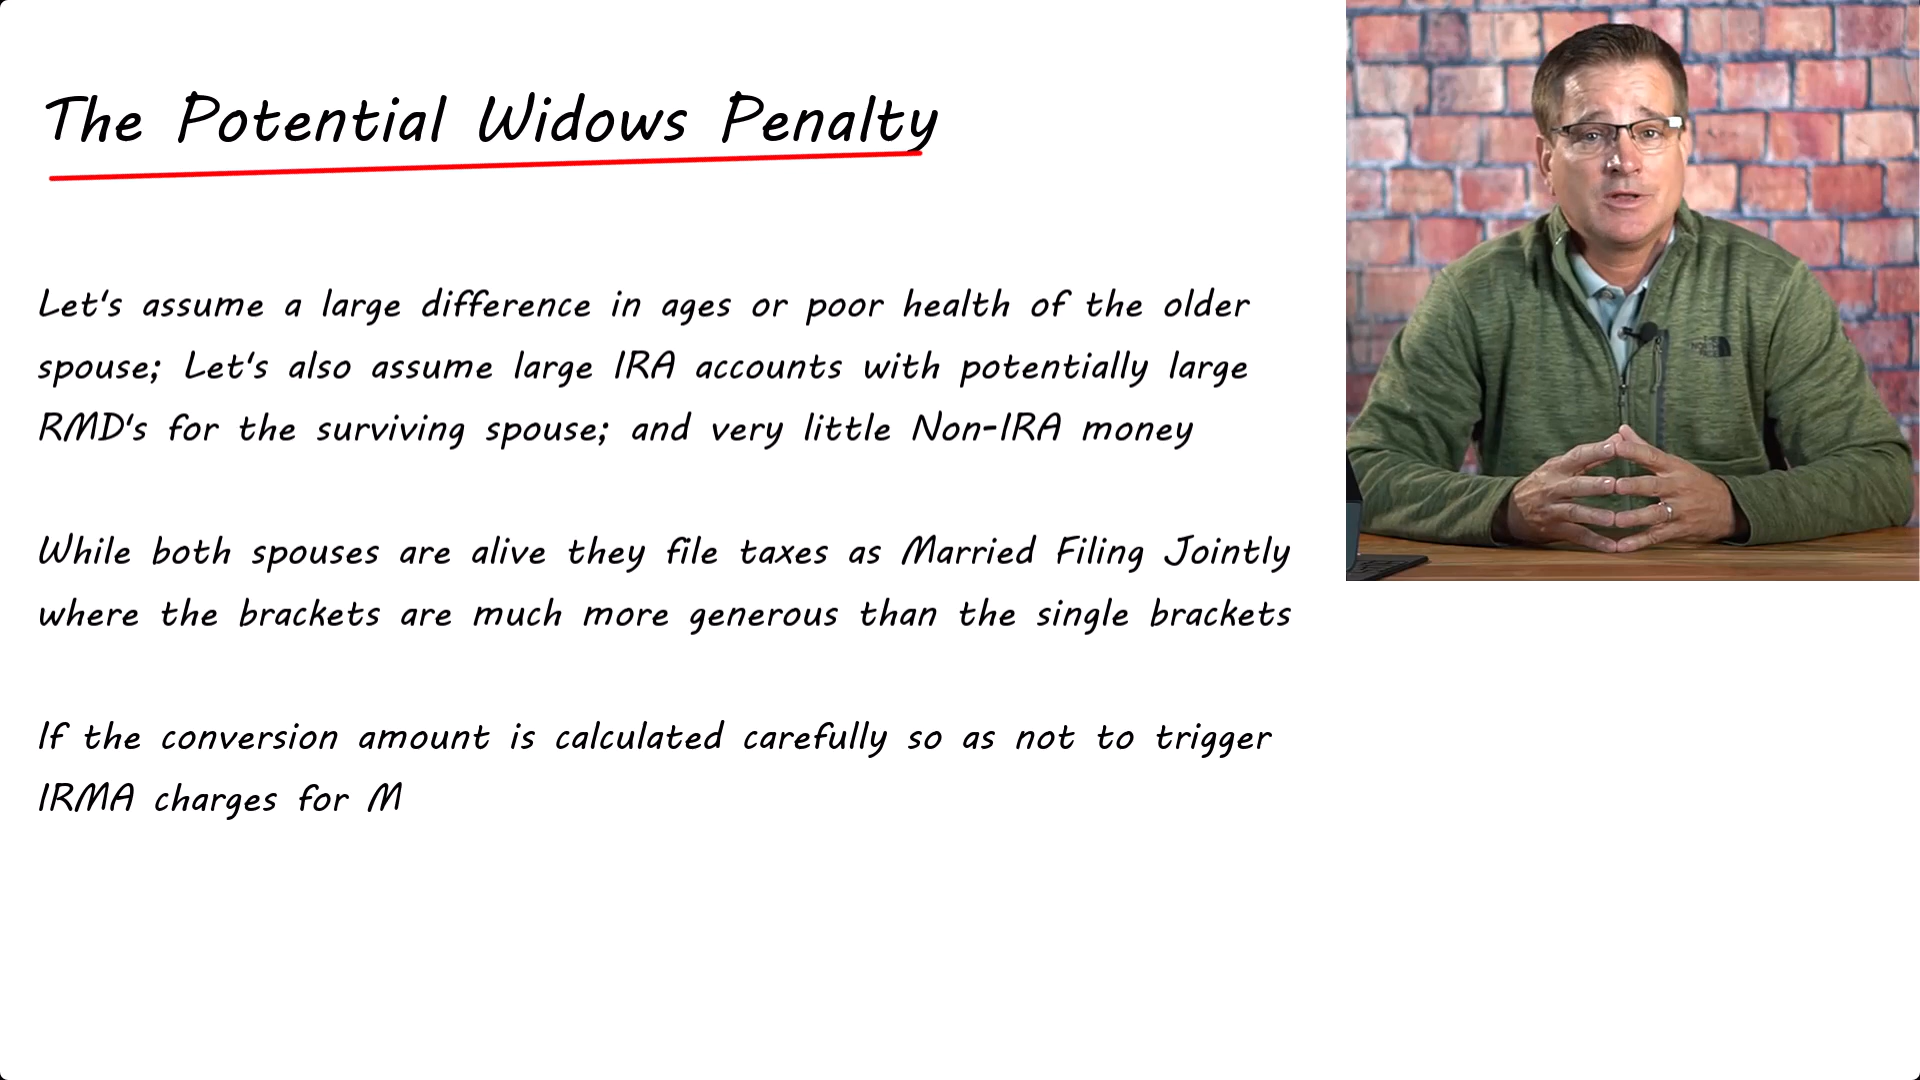 The Potential Widows Penalty
Let's assume a large difference in ages or poor health of the older
spouse; Let's also assume large IRA accounts with potentially large
RMD's for the surviving spouse; and very little Non-IRA money
While both spouses are alive they file taxes as Married Filing Jointly
where the brackets are much more generous than the single brackets
If the conversion amount is calculated carefully so as not to trigger
IRMA charges for M